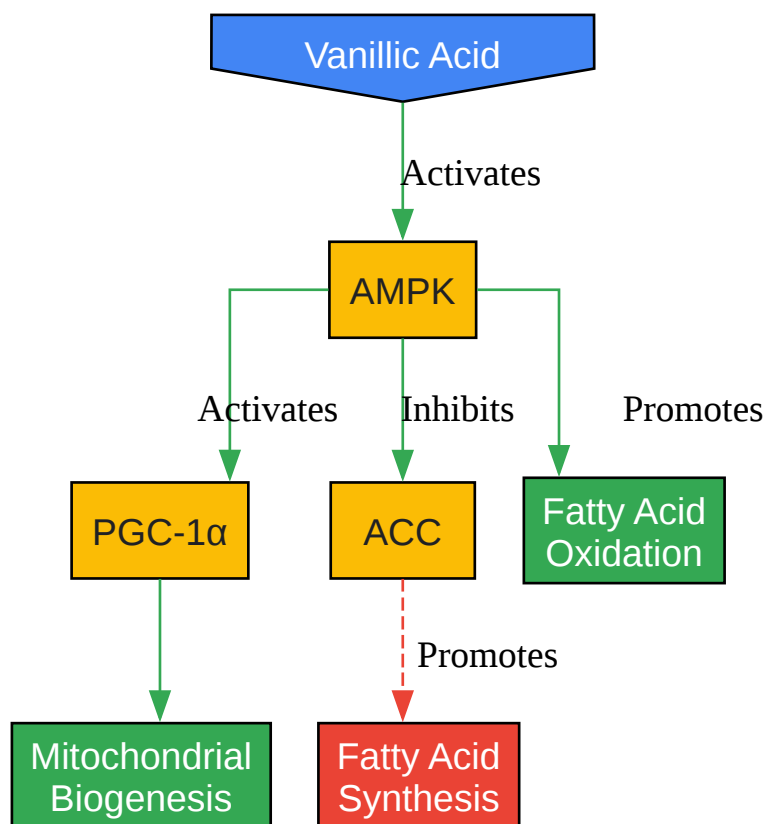 Vanillic Acid
Activates
AMPK
Activates
Inhibits
Promotes
PGC-1α
ACC
Fatty Acid
Oxidation
Promotes
Mitochondrial
Biogenesis
Fatty Acid
Synthesis